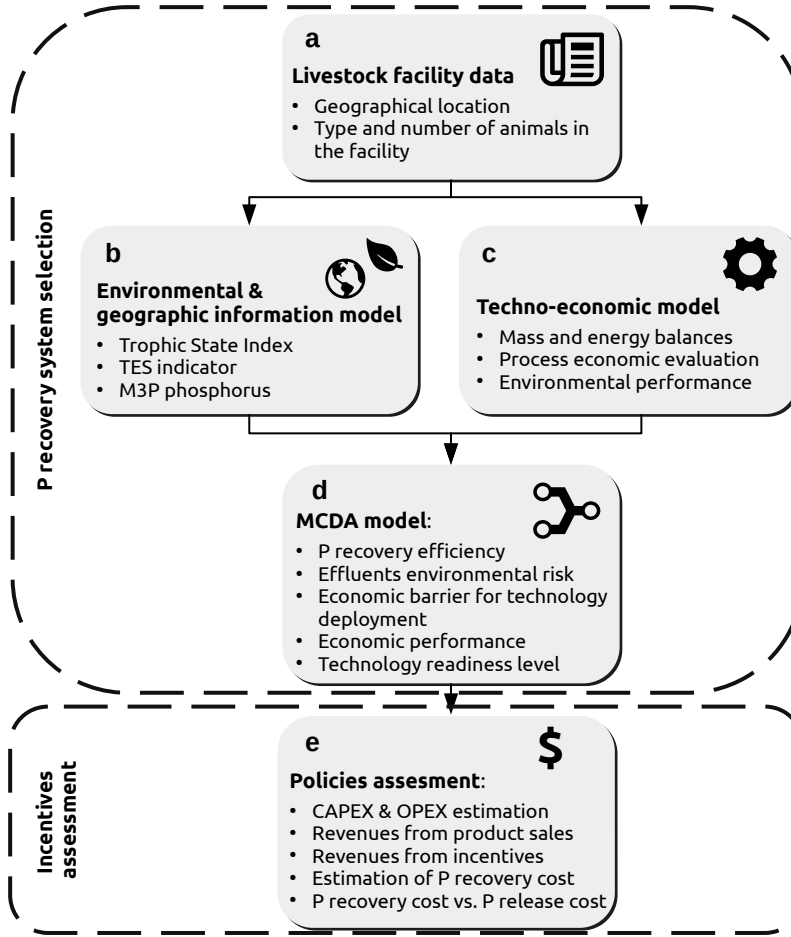 a
Livestock facility data
• Geographical location
• Type and number of animals in
the facility
P recovery system selection
b
Environmental &
geographic information model
• Trophic State Index
• TES indicator
• M3P phosphorus
c
Techno-economic model
• Mass and energy balances
• Process economic evaluation
• Environmental performance
d
MCDA model:
• P recovery efficiency
• Effluents environmental risk
• Economic barrier for technology
deployment
• Economic performance
• Technology readiness level
Incentives
assessment
e
$
Policies assesment:
• CAPEX & OPEX estimation
• Revenues from product sales
• Revenues from incentives
• Estimation of P recovery cost
• P recovery cost vs. P release cost